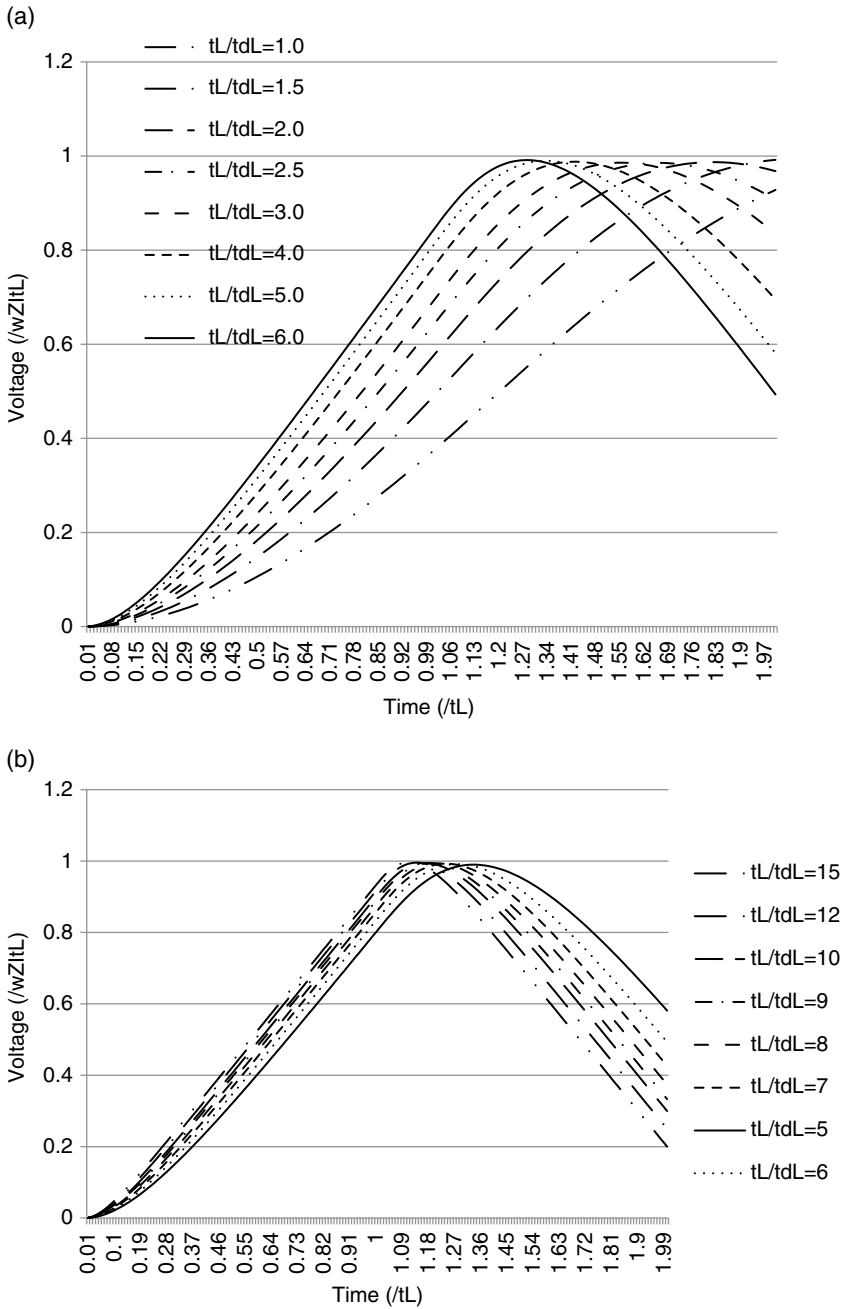 (a)
tL/tdL=1.0
tL/tdL=1.5
tL/tdL=2.0
tL/tdL=2.5
tL/tdL=3.0
tL/tdL=4.0
tL/tdL=5.0
tL/tdL=6.0
1.2
1
0.8
0.6
0.4
0.2
0
Voltage (/wZItL)
0.01 0.08 0.15 0.22 0.29 0.36 0.43 0.5 0.57 0.64 0.71 0.78 0.85 0.92 0.99 1.06 1.13 1.2 1.27 1.34 1.41 1.48 1.55 1.62 1.69 1.76 1.83 1.9 1.97
Time (/tL)
(b)
1.2
1
0.8
0.6
0.4
0.2
0
Voltage (/wZItL)
0.01 0.1 0.19 0.28 0.37 0.46 0.55 0.64 0.73 0.82 0.91 1 1.09 1.18 1.27 1.36 1.45 1.54 1.63 1.72 1.81 1.9 1.99
Time (/tL)
tL/tdL=15
tL/tdL=12
tL/tdL=10
tL/tdL=9
tL/tdL=8
tL/tdL=7
tL/tdL=5
tL/tdL=6